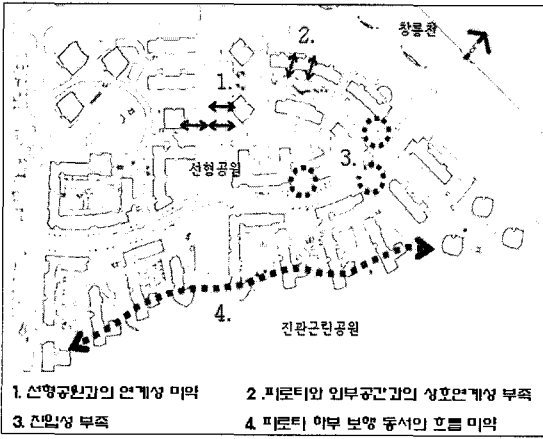 창릉천
2.
1.
3.
선형공원
4.
진관근린공원
1. 선형공원과의 연계성 미약
2. 피로티와 외부공간과의 상호연계성 부족
3. 진입성 부족
4. 피로티 하부 보행 동서의 흐름 미약